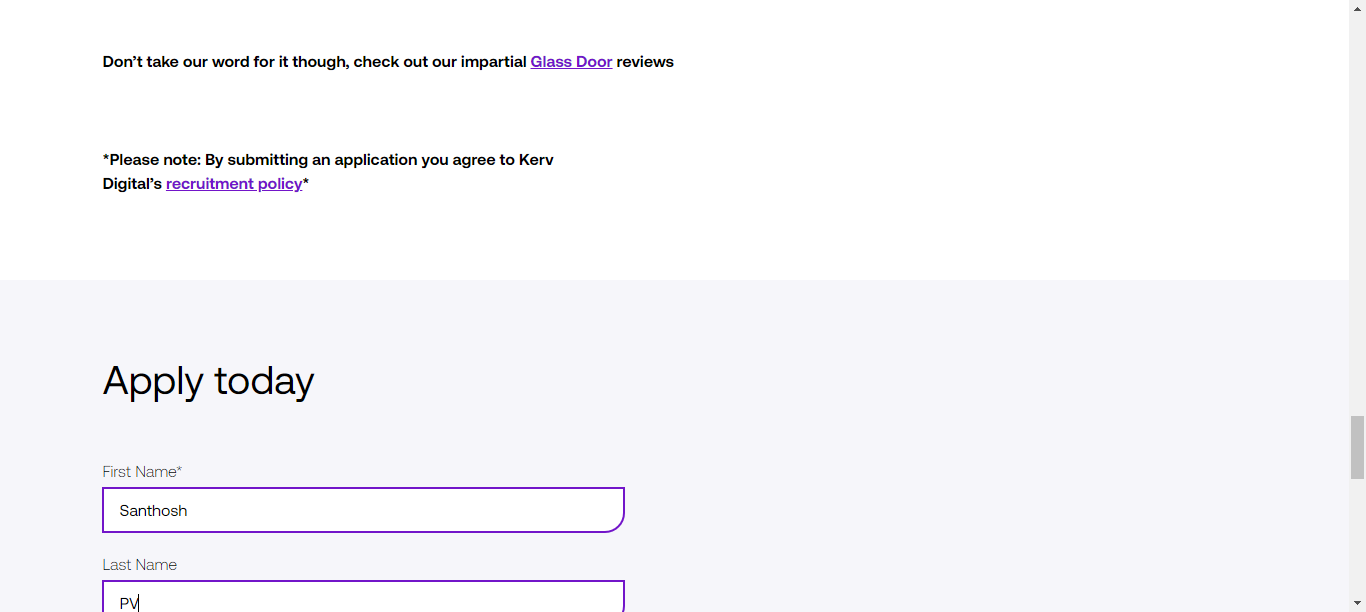 Don’t take our word for it though, check out our impartial Glass Door reviews
*Please note: By submitting an application you agree to Kerv
Digital’s recruitment policy*
Apply today
First Name*
Santhosh
Last Name
PV